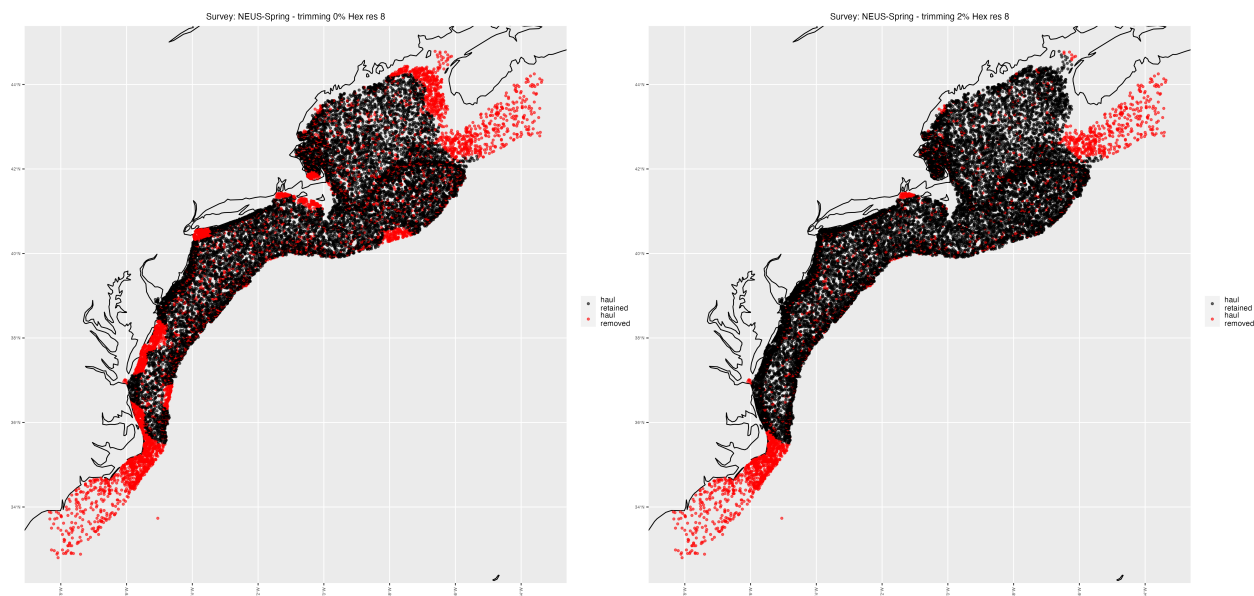 Survey: NEUS-Spring - trimming 0% Hex res 8
44°N
42°N
40°N
38°N
36°N
34°N
haul
retained
haul
removed
Survey: NEUS-Spring - trimming 2% Hex res 8
44°N
42°N
40°N
38°N
36°N
34°N
haul
retained
haul
removed